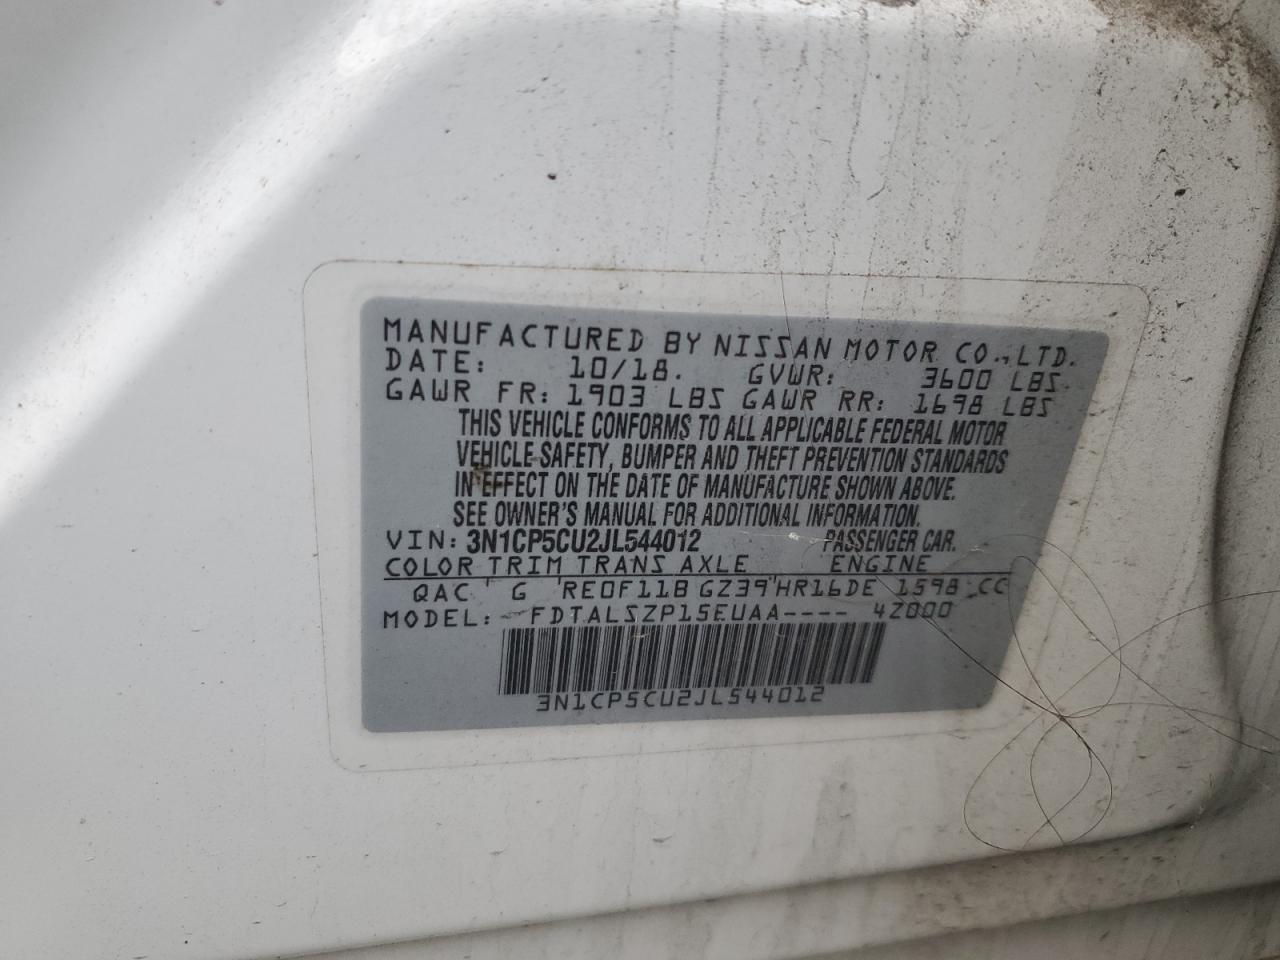 MANUFACTURED BY NISSAN MOTOR CO., LTD.
DATE: 10/18. GVWR: 3600 LBS
GAWR FR: 1903 LBS GAWR RR: 1698 LBS
THIS VEHICLE CONFORMS TO ALL APPLICABLE FEDERAL MOTOR
VEHICLE SAFETY, BUMPER AND THEFT PREVENTION STANDARDS
IN EFFECT ON THE DATE OF MANUFACTURE SHOWN ABOVE.
SEE OWNER'S MANUAL FOR ADDITIONAL INFORMATION.
VIN: 3N1CP5CU2JL544012 PASSENGER CAR.
COLOR TRIM TRANS AXLE ENGINE
QAC G RE0F11B GZ39 HR16DE 1598 CC
MODEL: FDTALSZP15EUAA---- 4Z000
3N1CP5CU2JL544012